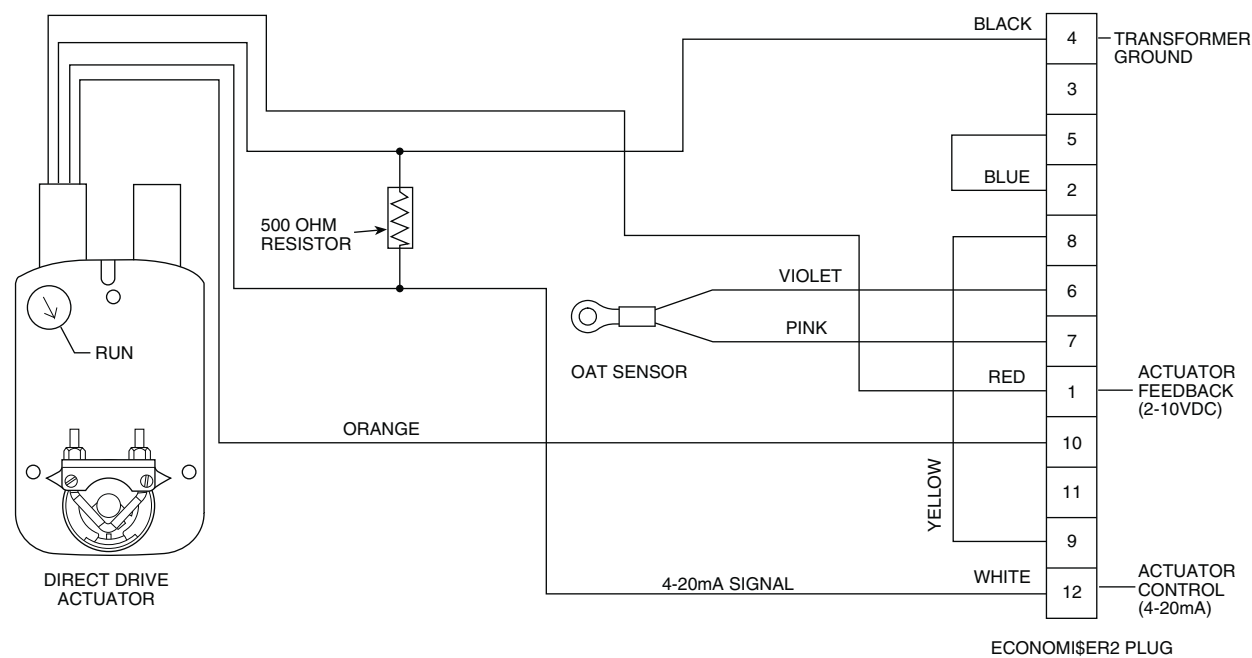 BLACK
4
TRANSFORMER
GROUND
3
5
BLUE
2
500 OHM
RESISTOR
8
VIOLET
6
RUN
PINK
7
OAT SENSOR
RED
1
ACTUATOR
FEEDBACK
(2-10VDC)
ORANGE
10
YELLOW
11
9
DIRECT DRIVE
ACTUATOR
4-20mA SIGNAL
WHITE
12
ACTUATOR
CONTROL
(4-20mA)
ECONOMI$ER2 PLUG